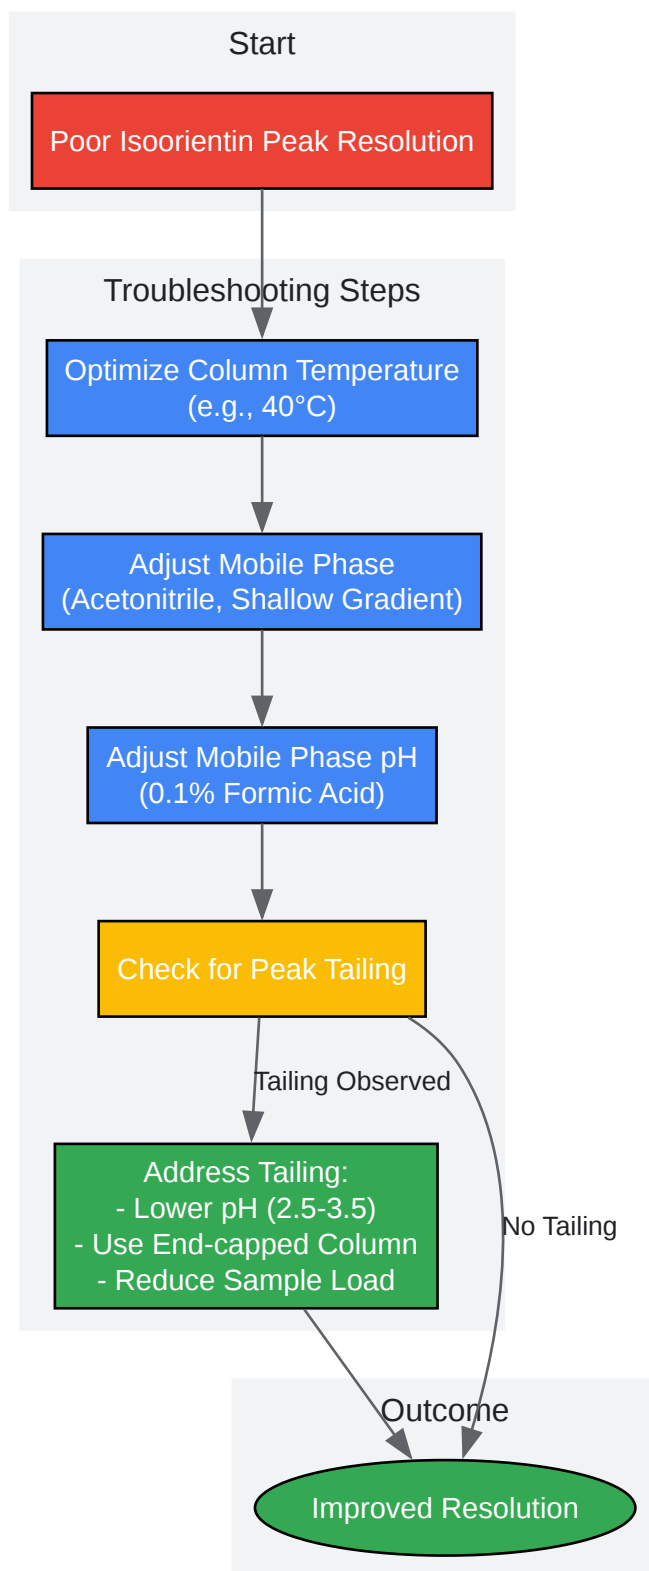 Start
Poor Isoorientin Peak Resolution
Troubleshooting Steps
Optimize Column Temperature
(e.g., 40°C)
Adjust Mobile Phase
(Acetonitrile, Shallow Gradient)
Adjust Mobile Phase pH
(0.1% Formic Acid)
Check for Peak Tailing
Tailing Observed
Address Tailing:
- Lower pH (2.5-3.5)
- Use End-capped Column
- Reduce Sample Load
No Tailing
Outcome
Improved Resolution